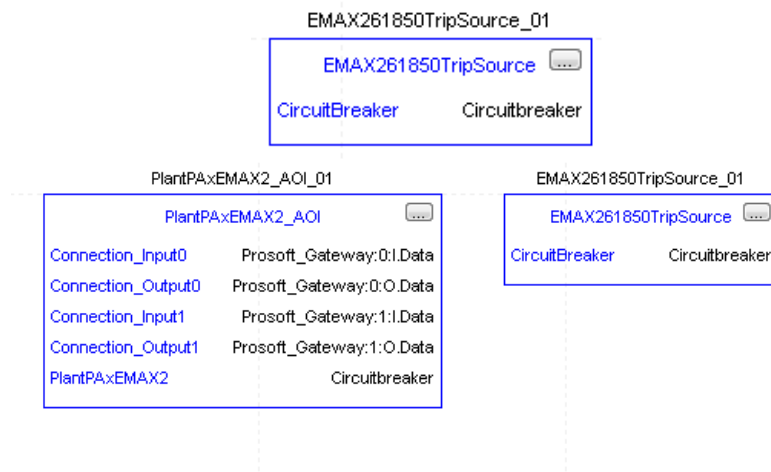 EMAX261850TripSource_01
EMAX261850TripSource ...
CircuitBreaker Circuitbreaker
PlantPAxEMAX2_AOI_01
PlantPAxEMAX2_AOI ...
Connection_Input0 Prosoft_Gateway:0:I.Data
Connection_Output0 Prosoft_Gateway:0:O.Data
Connection_Input1 Prosoft_Gateway:1:I.Data
Connection_Output1 Prosoft_Gateway:1:O.Data
PlantPAxEMAX2 Circuitbreaker
EMAX261850TripSource_01
EMAX261850TripSource ...
CircuitBreaker Circuitbreaker